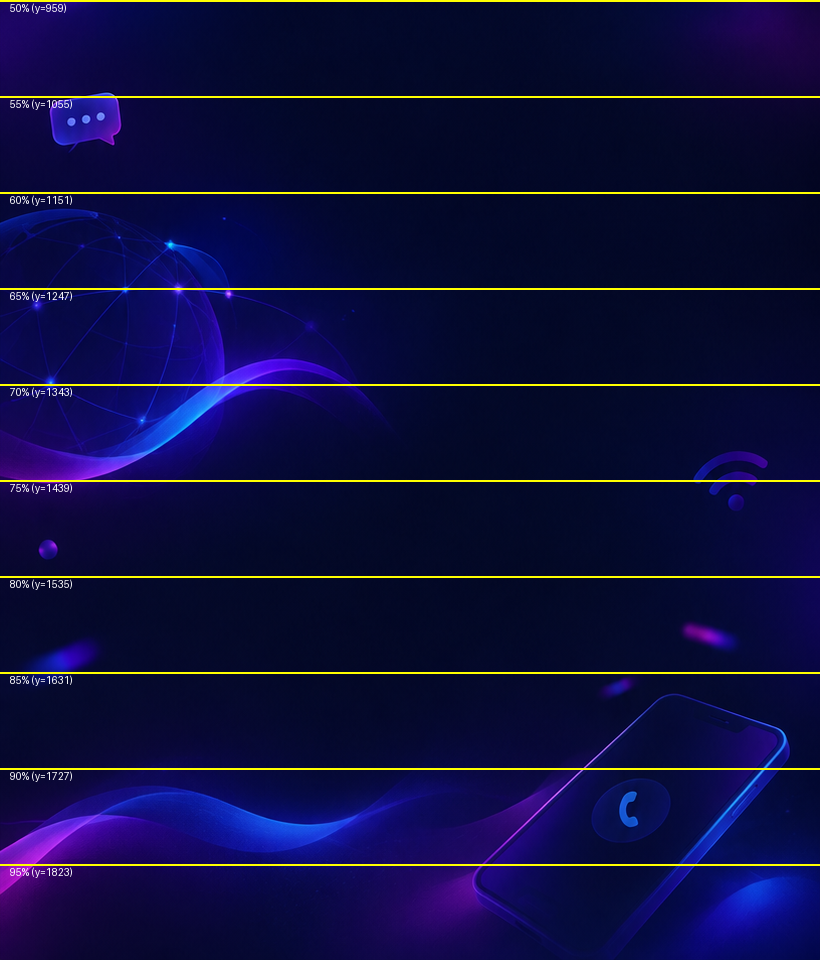 50% (y=959)
55% (y=1055)
60% (y=1151)
65% (y=1247)
70% (y=1343)
75% (y=1439)
80% (y=1535)
85% (y=1631)
90% (y=1727)
95% (y=1823)